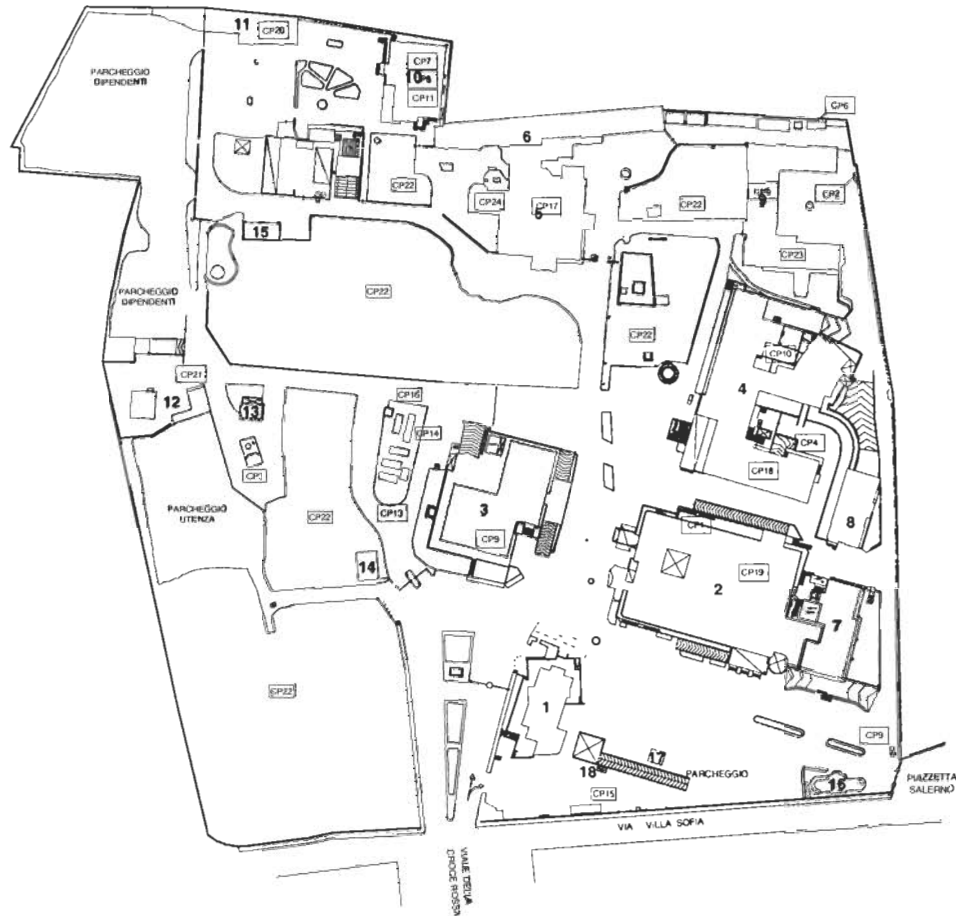 11
CP20
PARCHEGGIO
DIPENDENTI
CP7
10
CP11
6
CP6
CP22
CP24
CP17
5
CP22
9
CP2
15
CP23
PARCHEGGIO
DIPENDENTI
CP22
CP22
CP10
4
CP21
12
13
CP16
CP14
CP4
CP18
CP3
PARCHEGGIO
UTENZA
CP22
CP13
3
CP9
8
14
CP19
2
7
CP22
1
CP9
17
18
PARCHEGGIO
CP15
16
PIAZZETTA
SALERNO
VIA VILLA SOFIA
VIALE DELLA
CROCE ROSSA